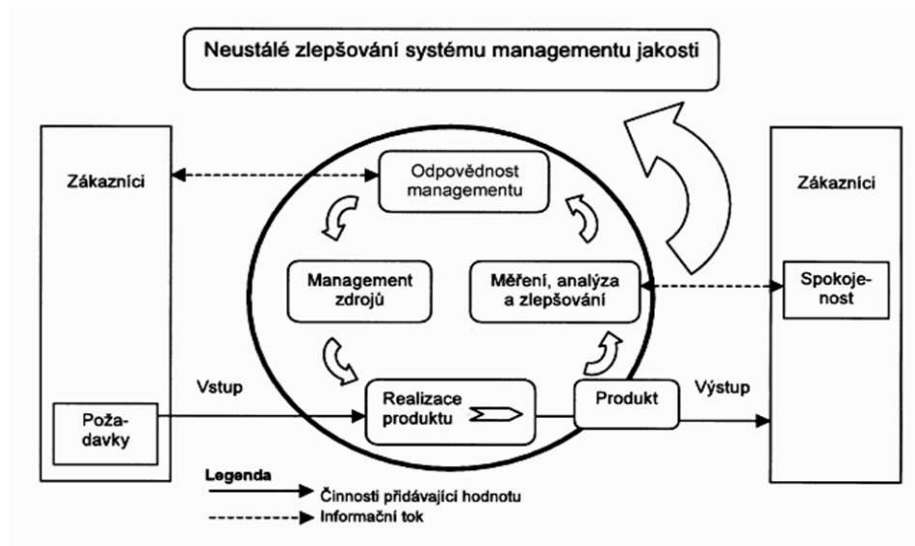 Neustálé zlepšování systému managementu jakosti
Zákazníci
Zákazníci
Odpovědnost
managementu
Management
zdrojů
Měření, analýza
a zlepšování
Spokoje-
nost
Vstup
Realizace
produktu
Produkt
Výstup
Poža-
davky
Legenda
Činnosti přidávající hodnotu
Informační tok